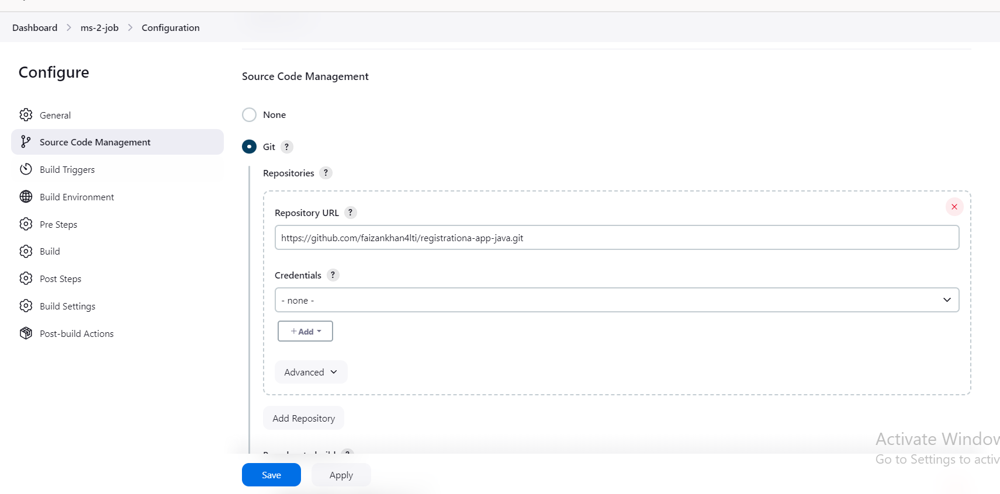 Dashboard > ms-2-job > Configuration
Configure
General
Source Code Management
Build Triggers
Build Environment
Pre Steps
Build
Post Steps
Build Settings
Post-build Actions
Source Code Management
None
Git ?
Repositories ?
Repository URL ?
https://github.com/faizankhan4lti/registrationa-app-java.git
Credentials ?
- none -
+ Add
Advanced
Add Repository
Save
Apply
Activate Window
Go to Settings to activ